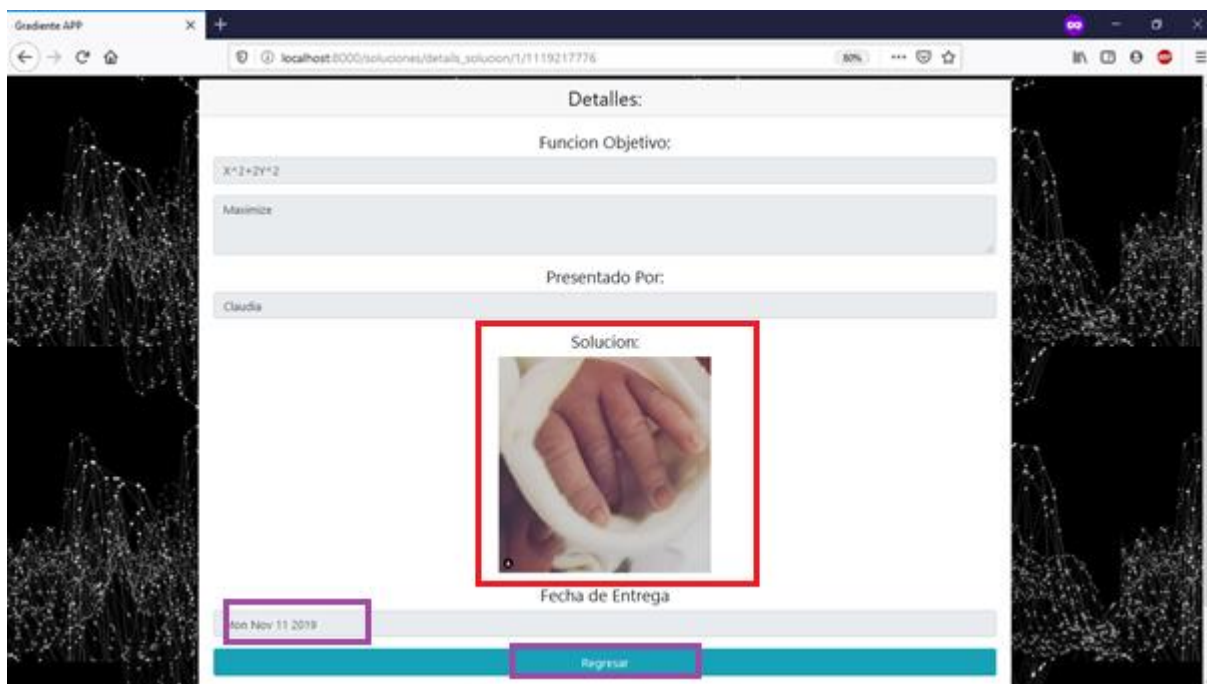 Gradiente APP
localhost:8000/soluciones/details_solucion/1/1119217776
80%
Detalles:
Funcion Objetivo:
X^2+2Y^2
Maximize
Presentado Por:
Claudia
Solucion:
Fecha de Entrega
Mon Nov 11 2019
Regresar